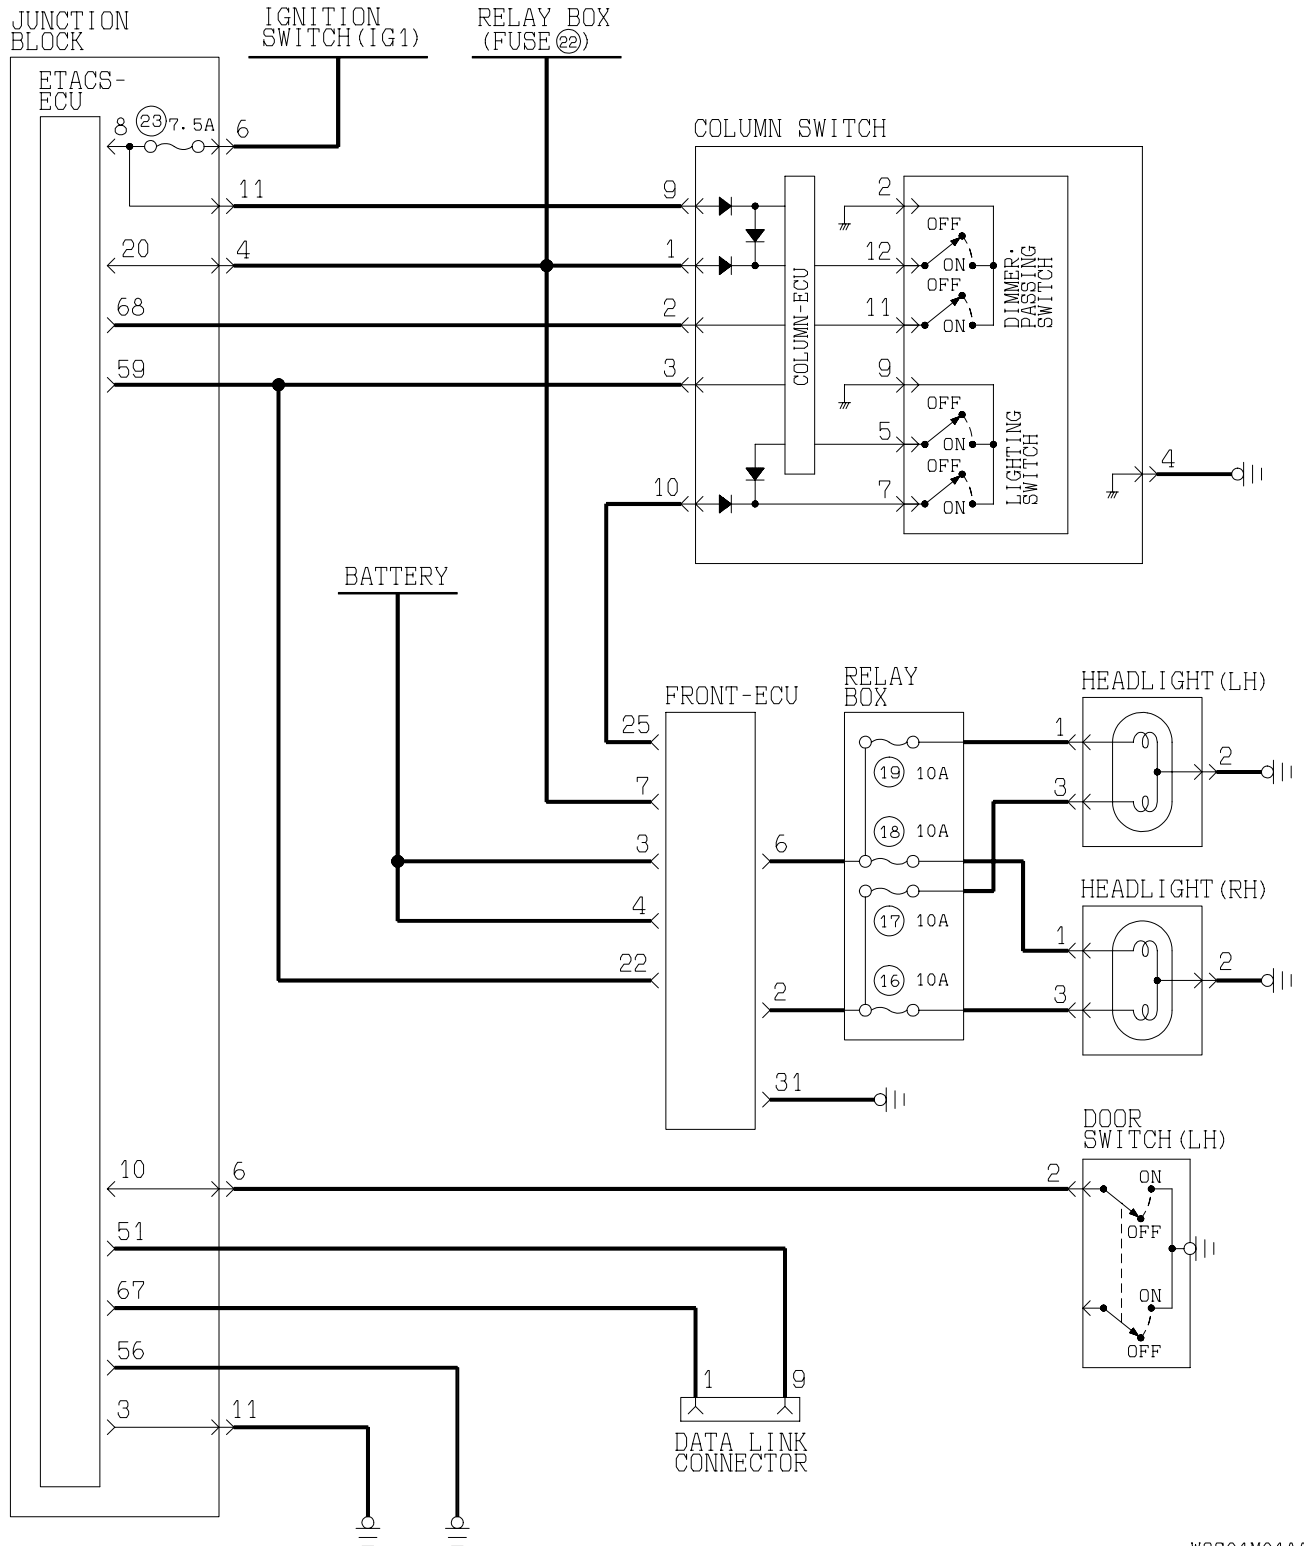 JUNCTION
BLOCK
IGNITION
SWITCH(IG1)
RELAY BOX
(FUSE㉒)
ETACS-
ECU
8
㉓7.5A
6
COLUMN SWITCH
11
9
2
OFF
20
4
1
12
ON
DIMMER·
PASSING
SWITCH
OFF
68
2
11
ON
COLUMN-ECU
59
3
9
OFF
5
ON
LIGHTING
SWITCH
OFF
4
10
7
ON
BATTERY
RELAY
BOX
HEADLIGHT(LH)
FRONT-ECU
25
1
⑲ 10A
2
7
3
⑱ 10A
3
6
HEADLIGHT(RH)
4
⑰ 10A
1
22
2
⑯ 10A
2
3
31
DOOR
SWITCH(LH)
10
6
2
ON
OFF
51
67
ON
OFF
56
1
9
3
11
DATA LINK
CONNECTOR